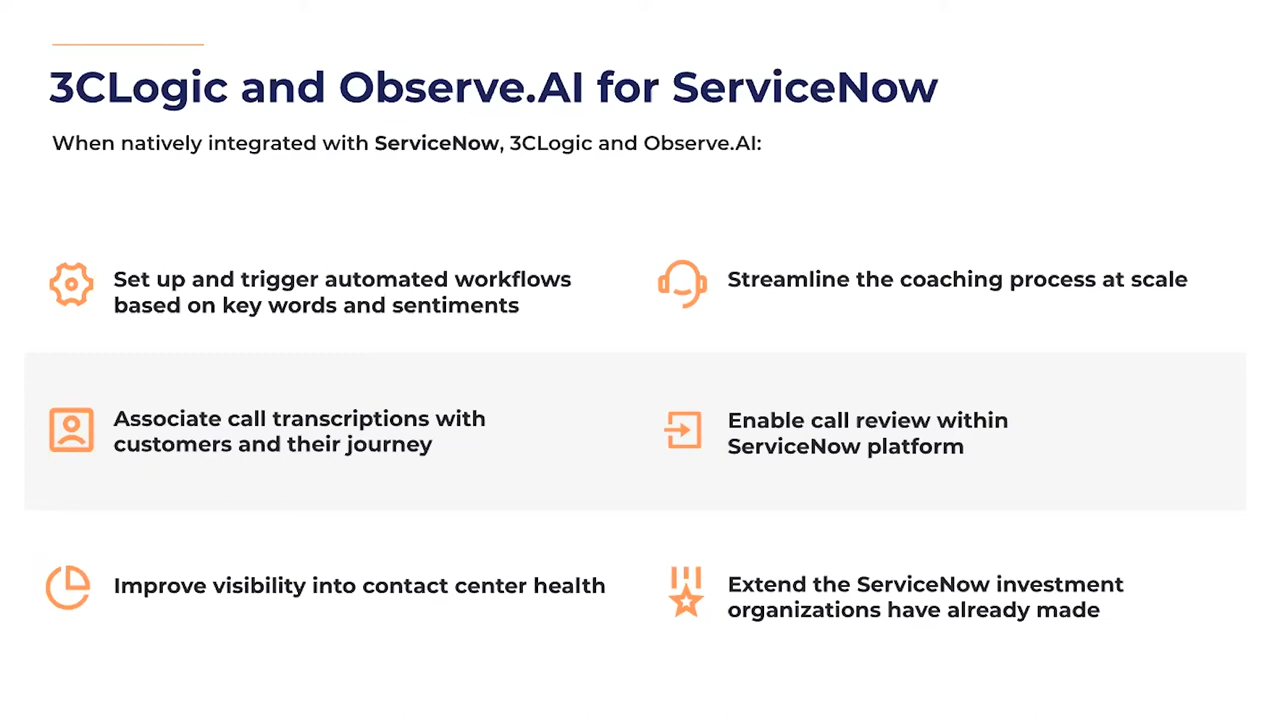 3CLogic and Observe.AI for ServiceNow
When natively integrated with ServiceNow, 3CLogic and Observe.AI:
Set up and trigger automated workflows
based on key words and sentiments
Streamline the coaching process at scale
Associate call transcriptions with
customers and their journey
Enable call review within
ServiceNow platform
Improve visibility into contact center health
Extend the ServiceNow investment
organizations have already made